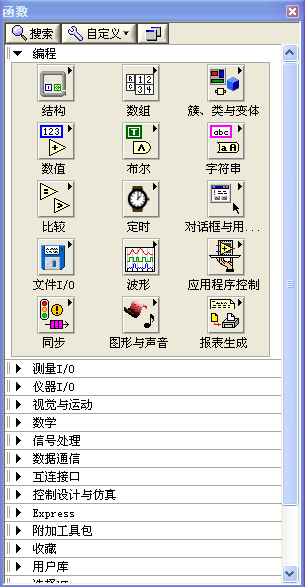 函数
搜索 自定义
编程
结构 数组 簇、类与变体
数值 布尔 字符串
比较 定时 对话框与用...
文件I/O 波形 应用程序控制
同步 图形与声音 报表生成
测量I/O
仪器I/O
视觉与运动
数学
信号处理
数据通信
互连接口
控制设计与仿真
Express
附加工具包
收藏
用户库